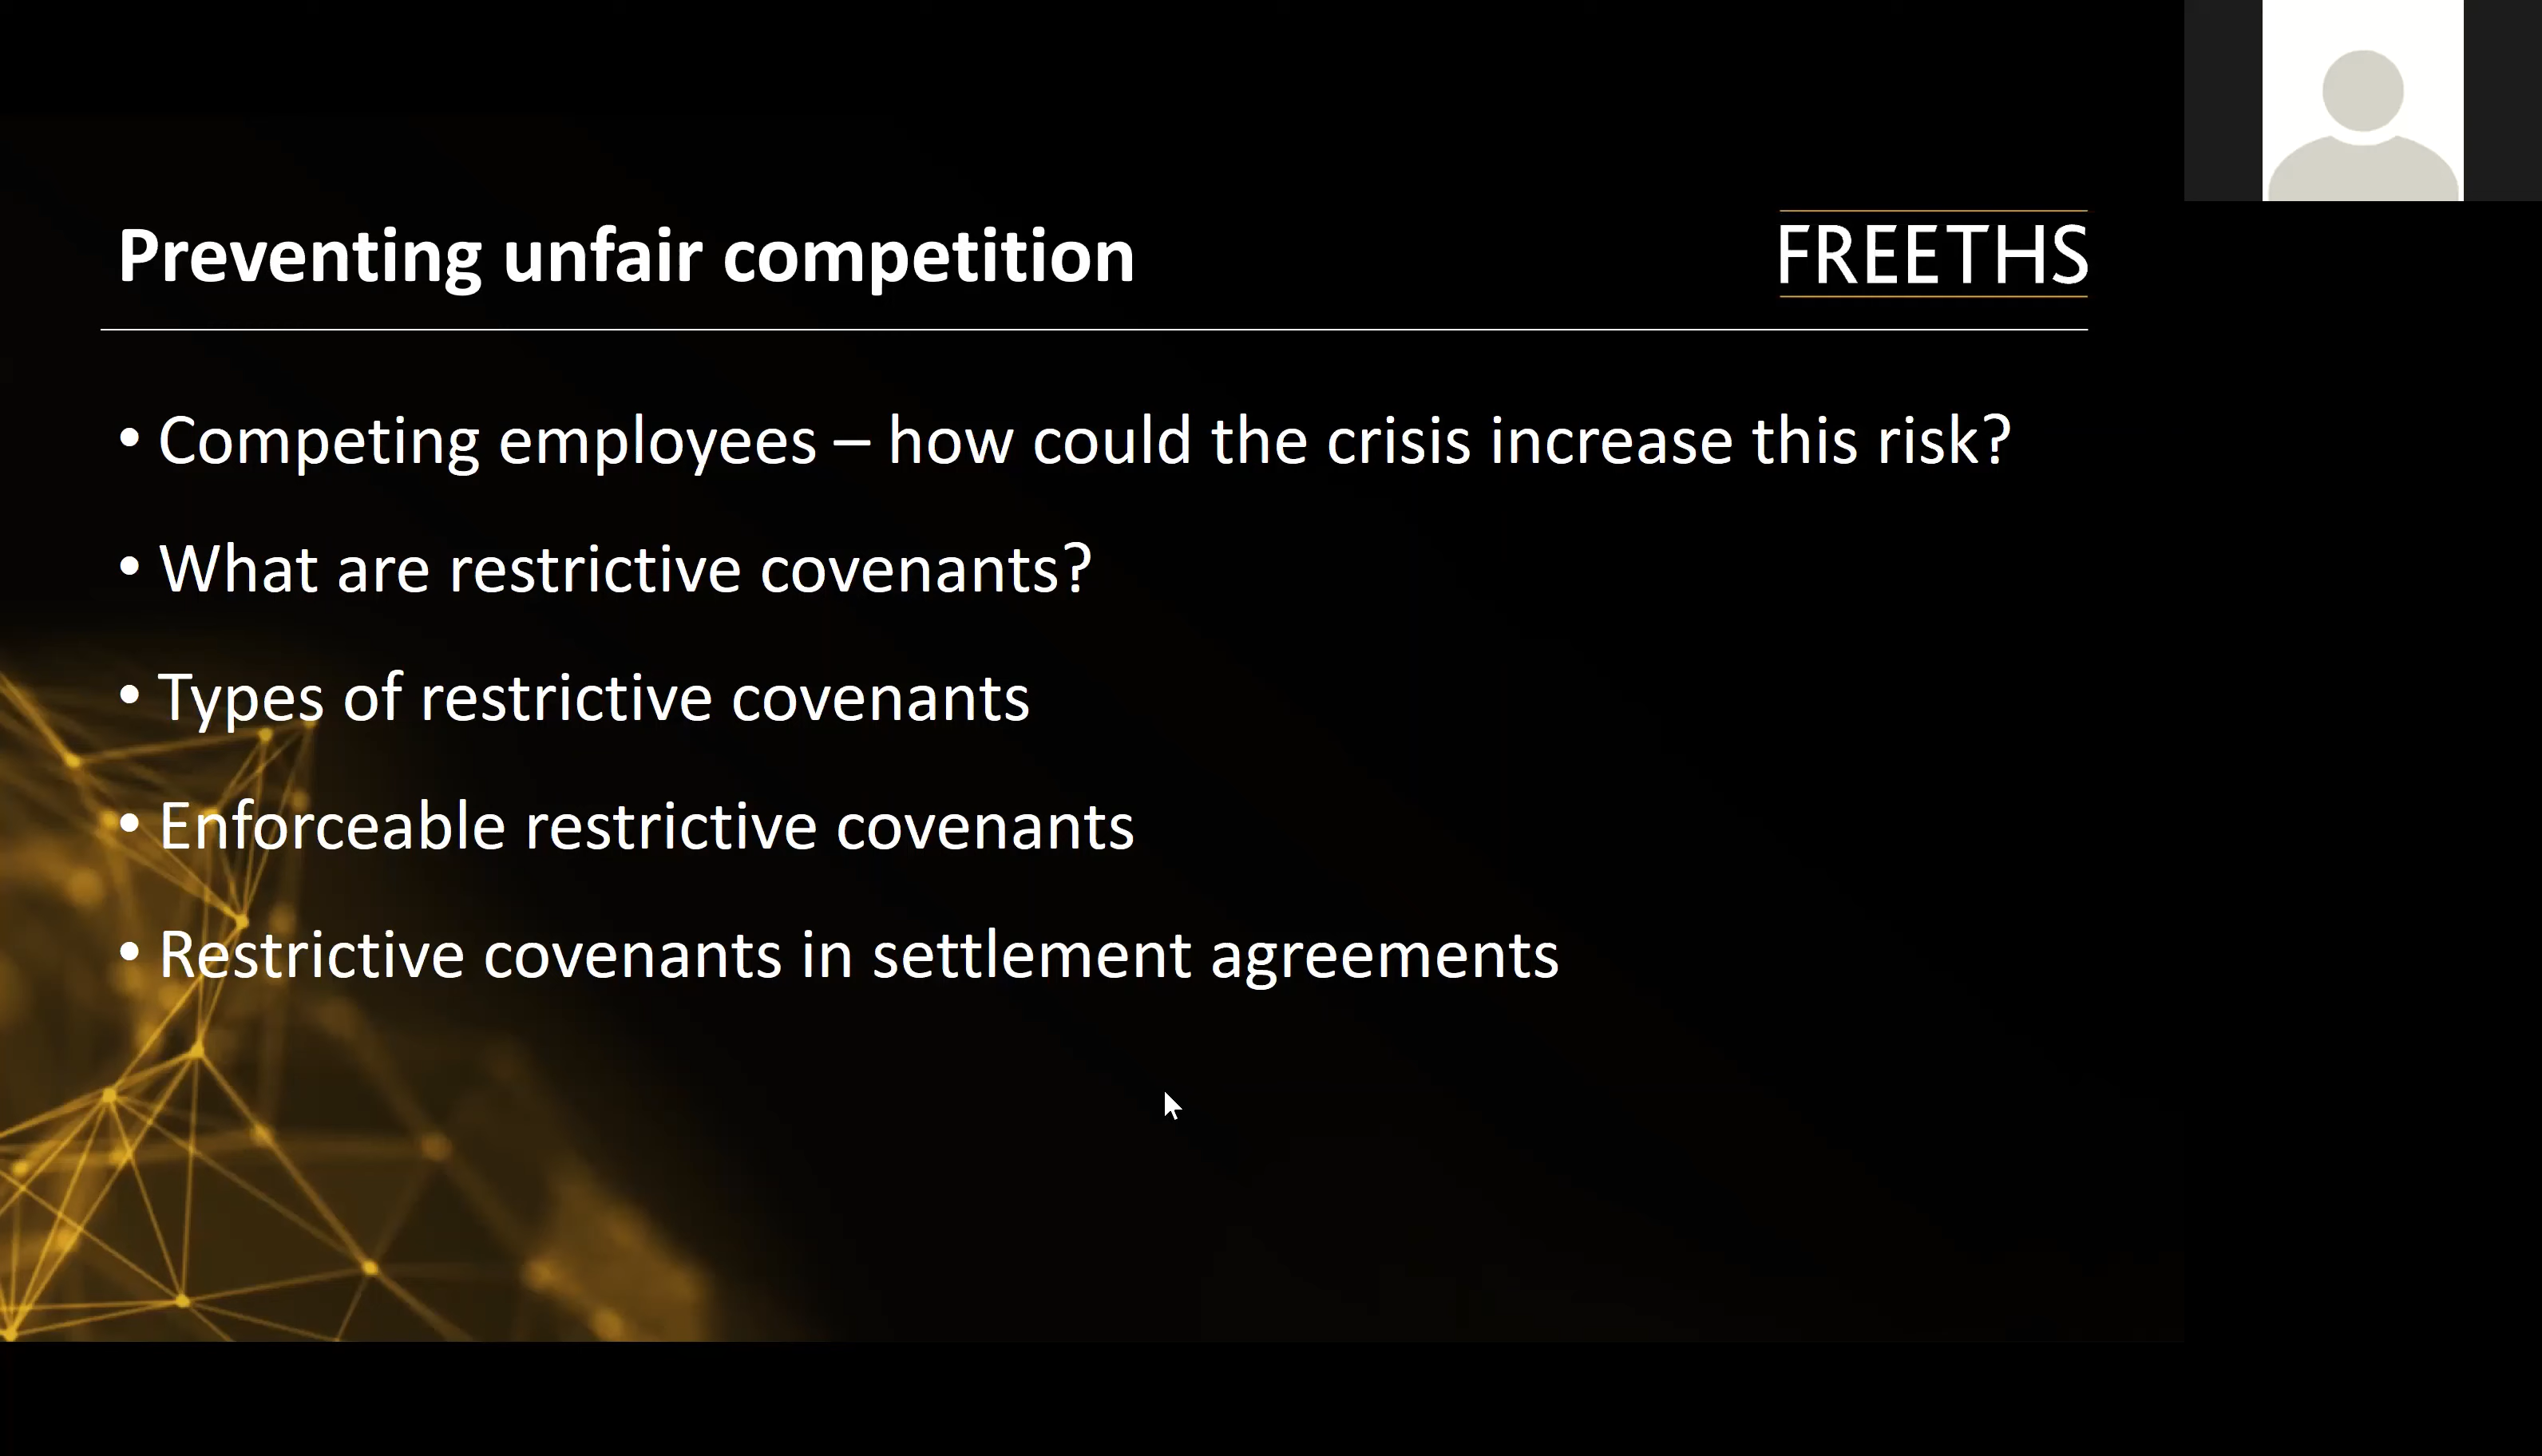 Preventing unfair competition
FREETHS
• Competing employees – how could the crisis increase this risk?
• What are restrictive covenants?
• Types of restrictive covenants
• Enforceable restrictive covenants
• Restrictive covenants in settlement agreements